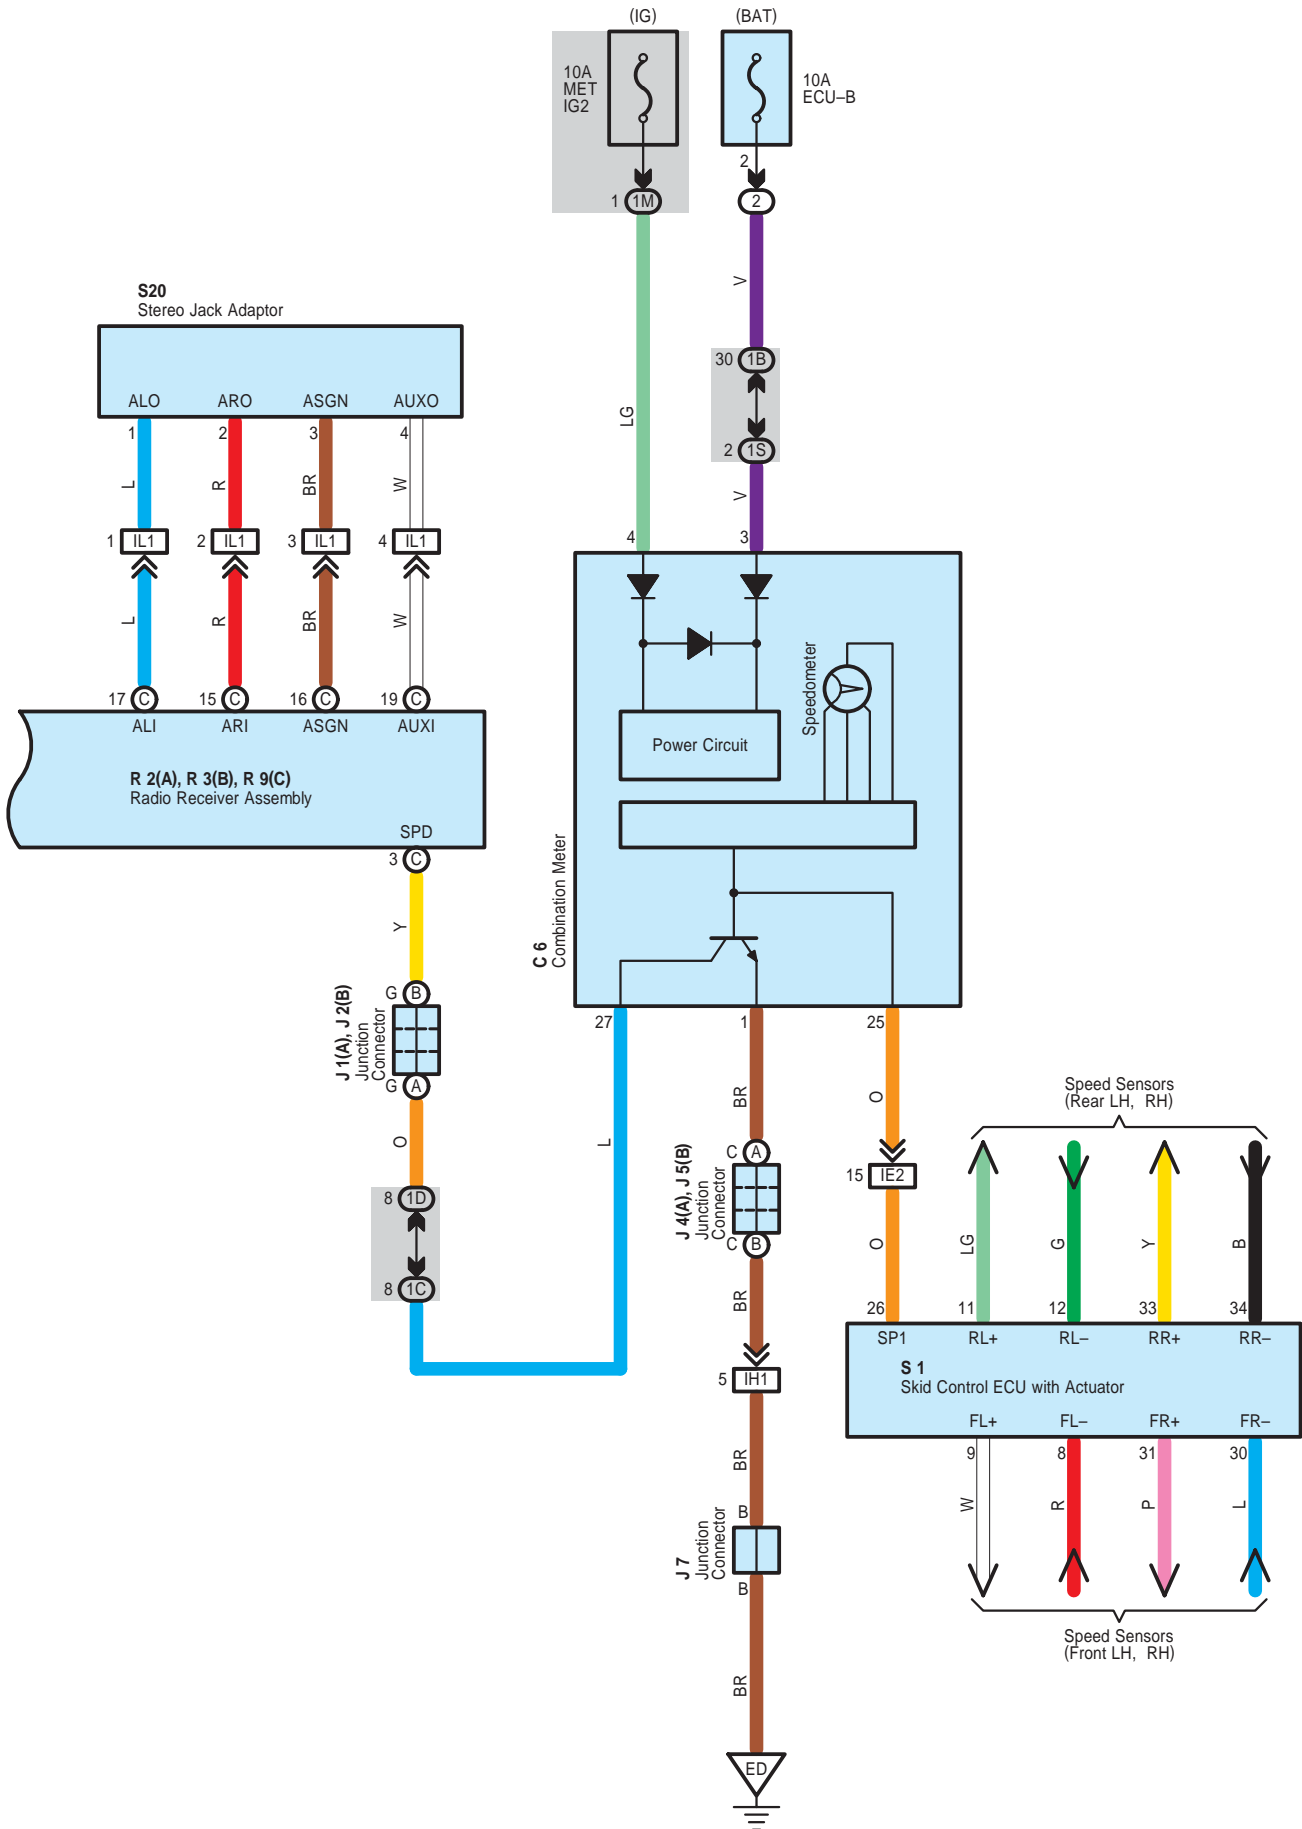 (IG)
(BAT)
10A
MET
IG2
10A
ECU–B
2
1 1M
2
V
S20
Stereo Jack Adaptor
30 1B
2 1S
V
LG
ALO ARO ASGN AUXO
1 2 3 4
L R BR W
1 IL1 2 IL1 3 IL1 4 IL1
4 3
L R BR W
17 C 15 C 16 C 19 C
ALI ARI ASGN AUXI
R 2(A), R 3(B), R 9(C)
Radio Receiver Assembly
SPD
3 C
Speedometer
Power Circuit
C 6
Combination Meter
Y
G B
J 1(A), J 2(B)
Junction
Connector
G A
O
8 1D
8 1C
27 1 25
L
BR
O
C A
J 4(A), J 5(B)
Junction
Connector
C B
15 IE2
O
BR
5 IH1
BR
B
J 7
Junction
Connector
B
BR
ED
Speed Sensors
(Rear LH, RH)
LG G Y B
26 11 12 33 34
SP1 RL+ RL– RR+ RR–
S 1
Skid Control ECU with Actuator
FL+ FL– FR+ FR–
9 8 31 30
W R P L
Speed Sensors
(Front LH, RH)